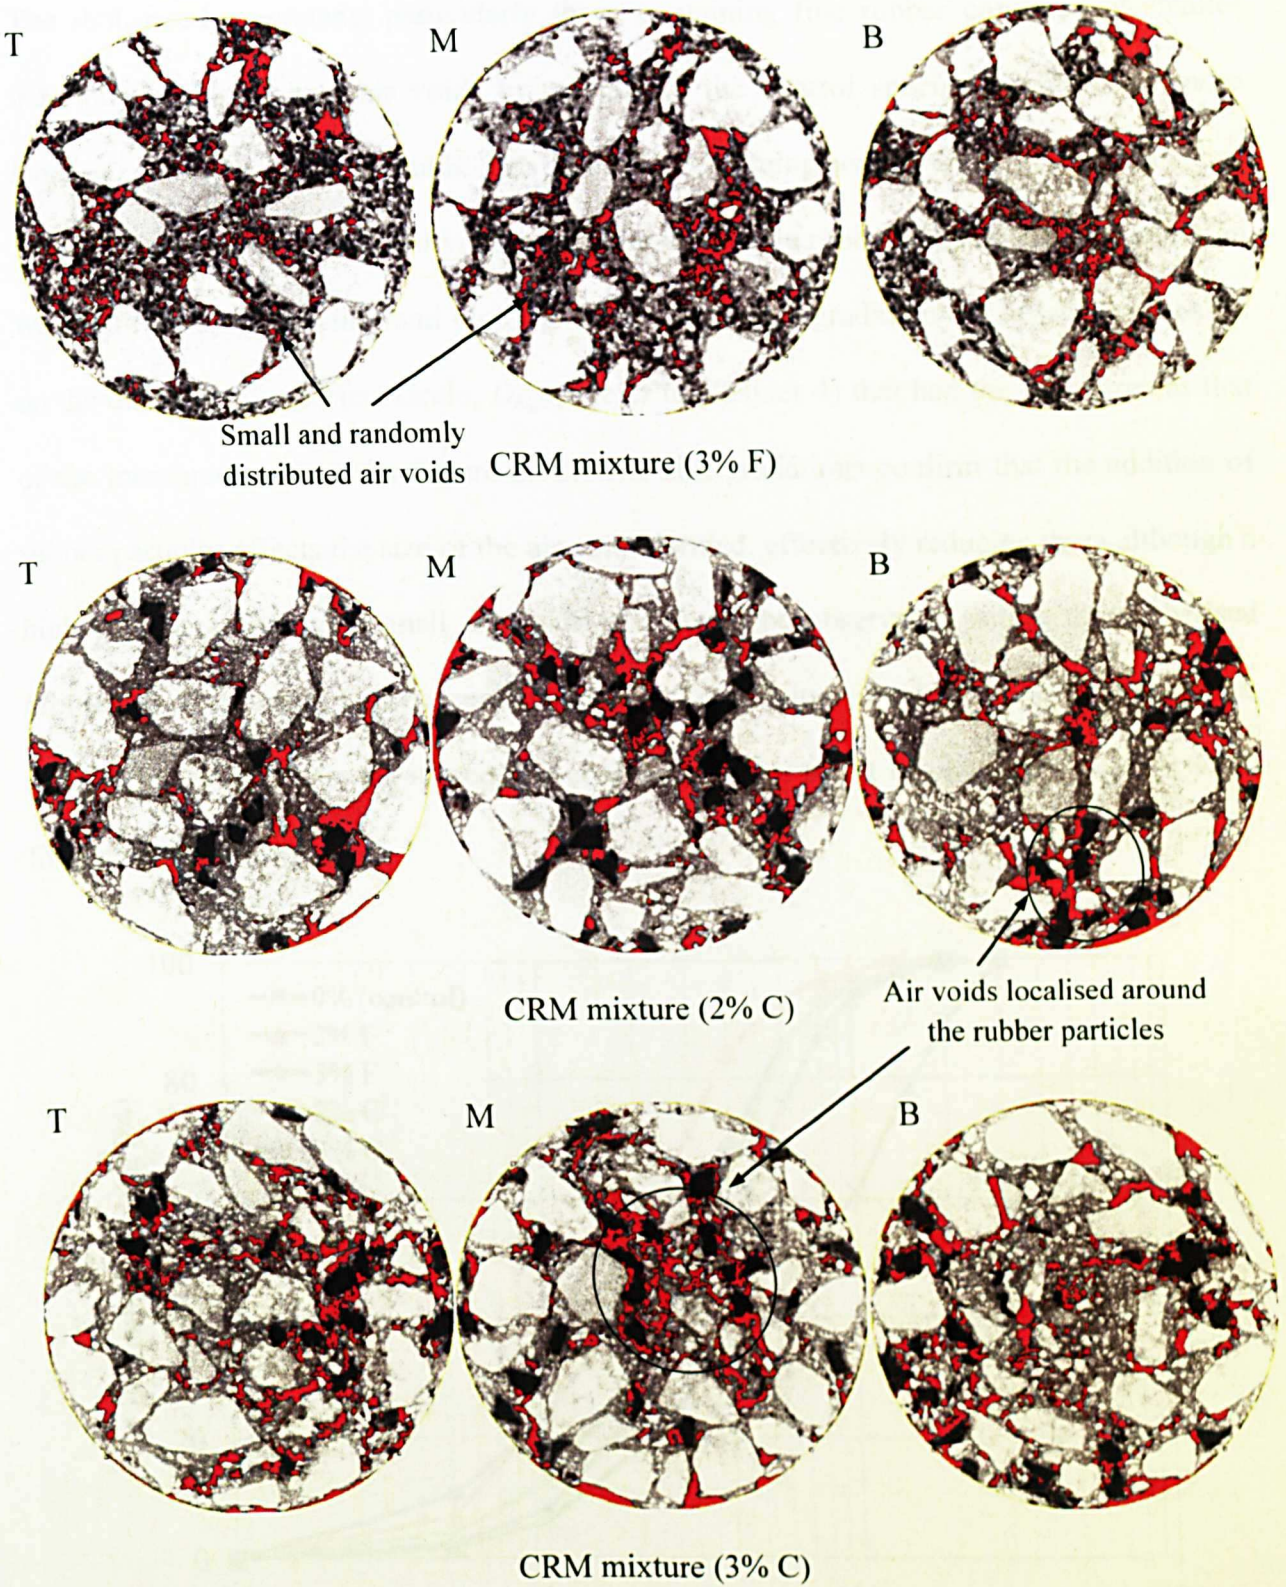 T
M
B
Small and randomly
distributed air voids
CRM mixture (3% F)
T
M
B
CRM mixture (2% C)
Air voids localised around
the rubber particles
T
M
B
CRM mixture (3% C)